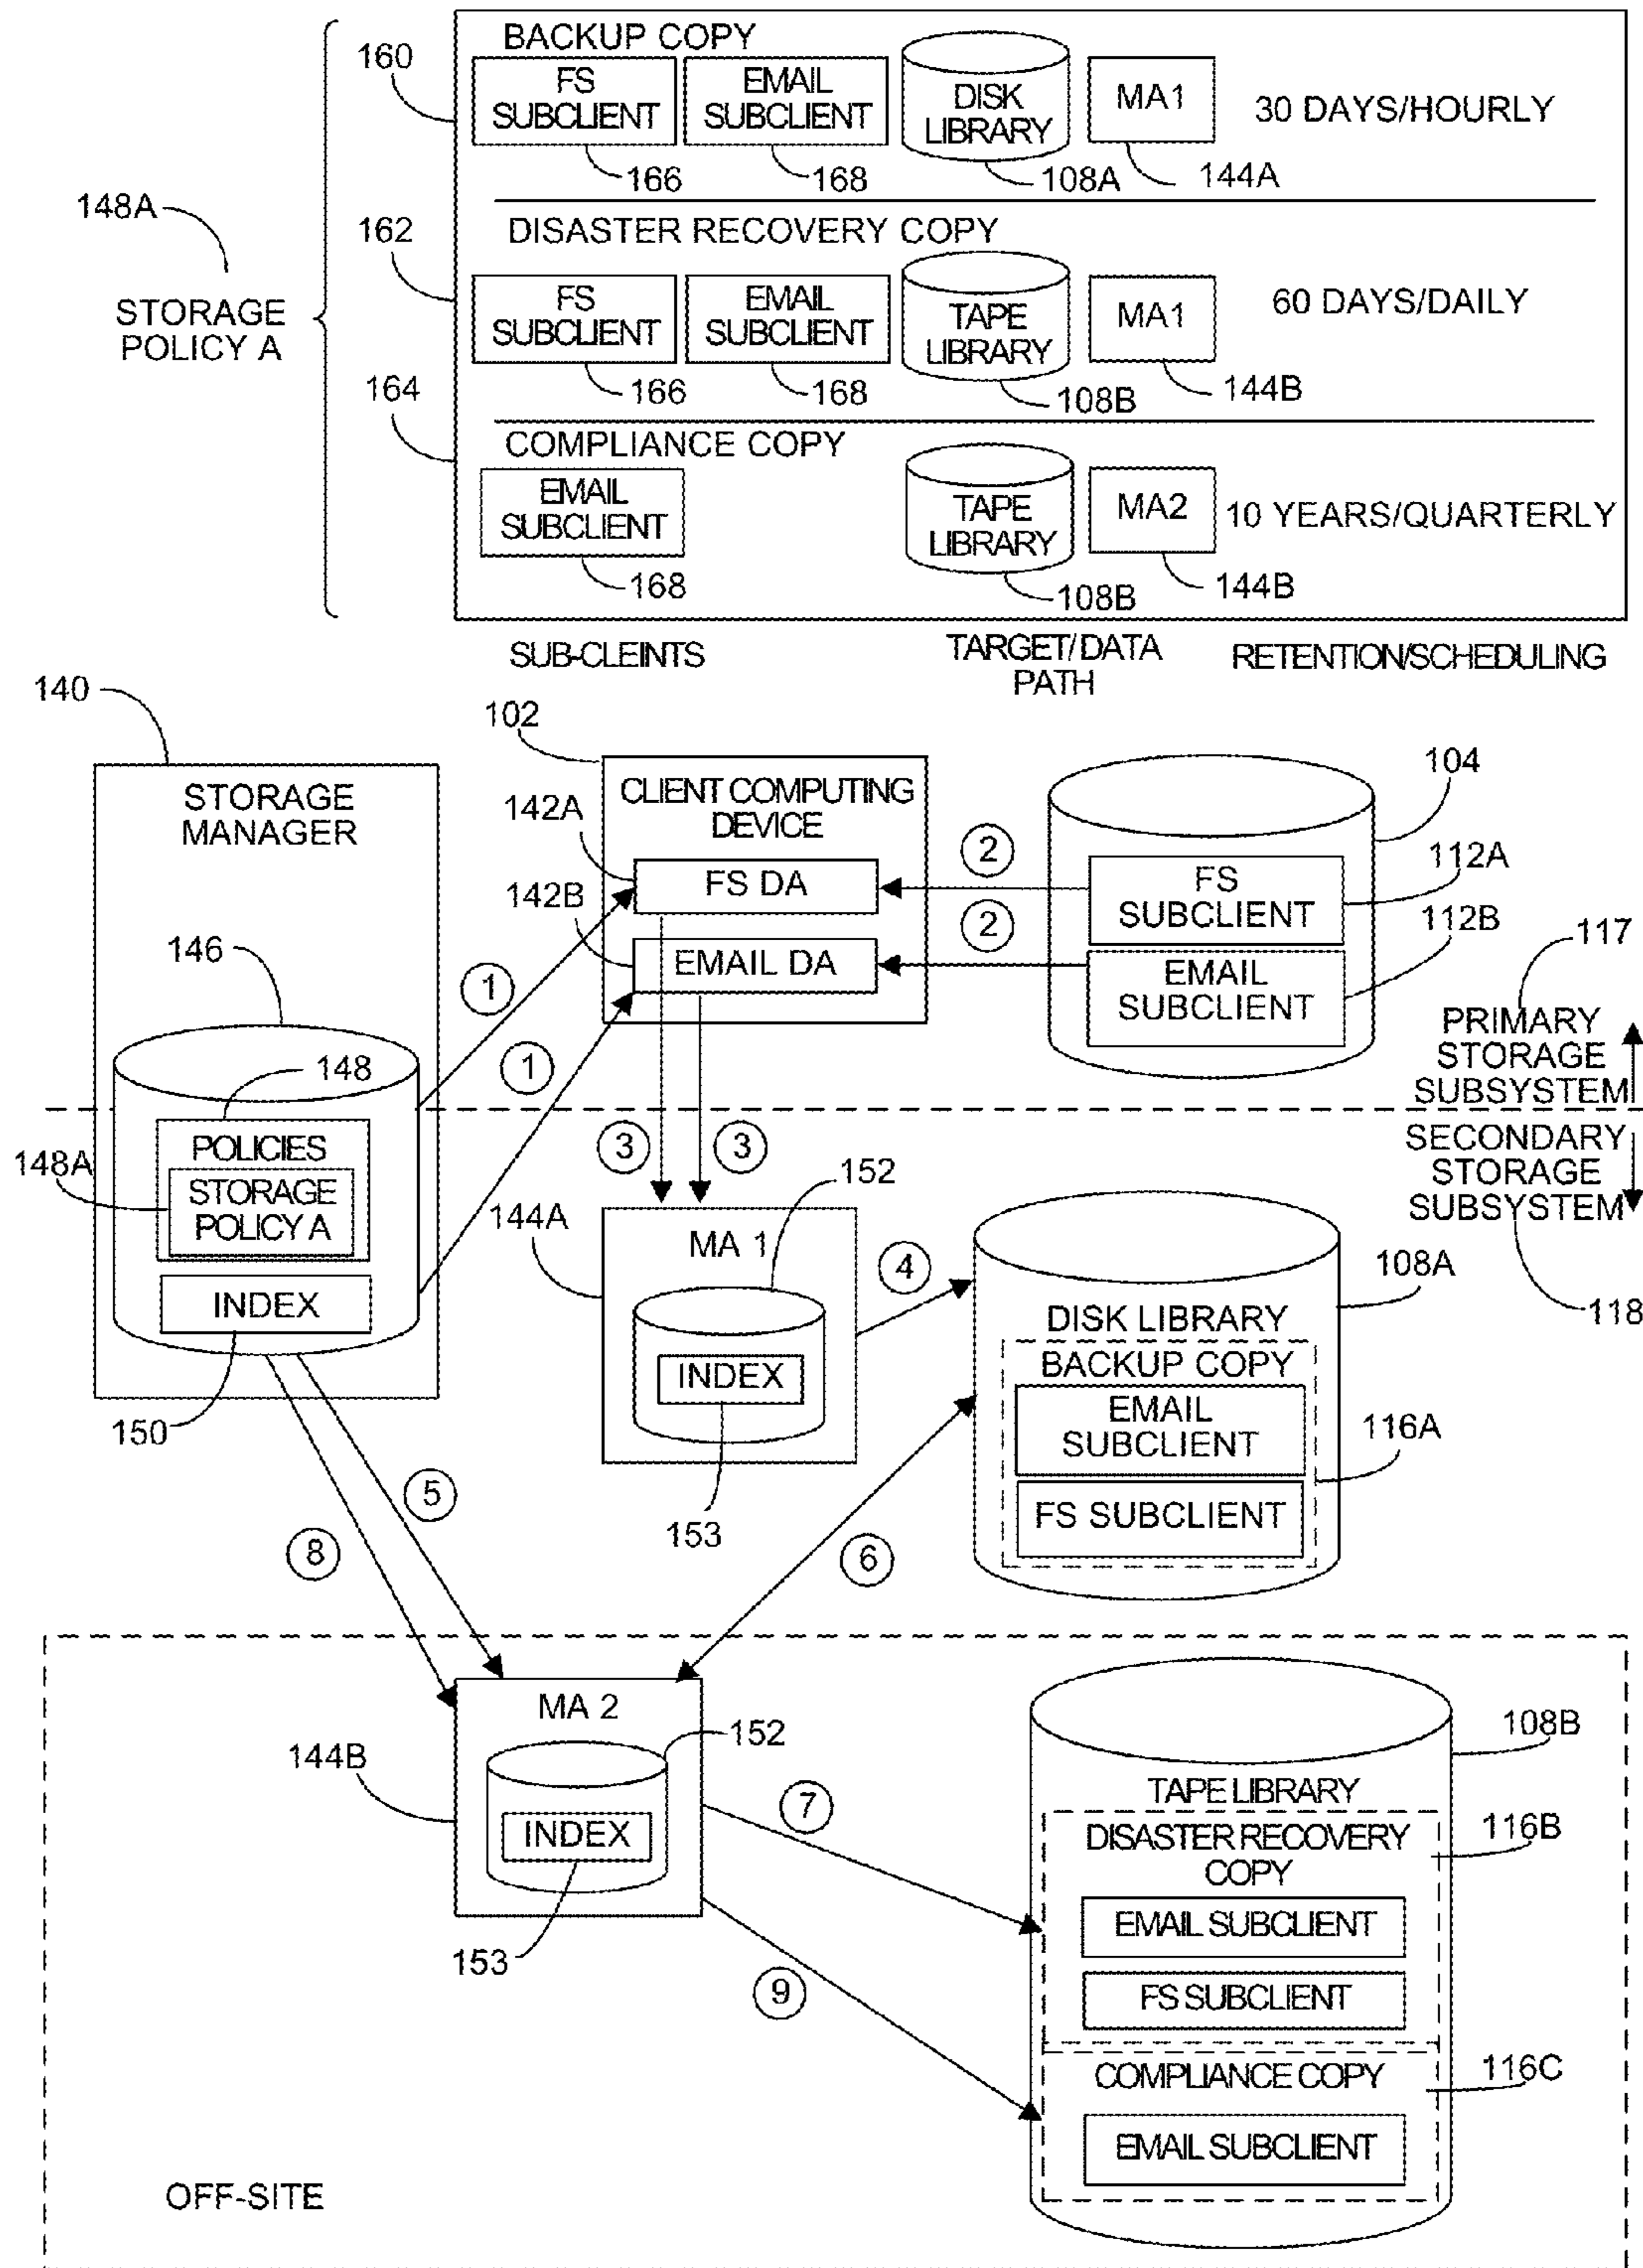 BACKUP COPY
160
FS
SUBCLIENT
EMAIL
SUBCLIENT
DISK
LIBRARY
MA1
30 DAYS/HOURLY
166
168
108A
144A
148A
STORAGE
POLICY A
162
DISASTER RECOVERY COPY
FS
SUBCLIENT
EMAIL
SUBCLIENT
TAPE
LIBRARY
MA1
60 DAYS/DAILY
166
168
108B
144B
164
COMPLIANCE COPY
EMAIL
SUBCLIENT
TAPE
LIBRARY
MA2
10 YEARS/QUARTERLY
168
108B
144B
SUB-CLEINTS
TARGET/DATA
PATH
RETENTION/SCHEDULING
140
STORAGE
MANAGER
102
CLIENT COMPUTING
DEVICE
104
142A
FS DA
2
FS
SUBCLIENT
112A
142B
EMAIL DA
2
EMAIL
SUBCLIENT
112B
117
PRIMARY
STORAGE
SUBSYSTEM
146
1
1
148
POLICIES
148A
STORAGE
POLICY A
INDEX
150
3
3
SECONDARY
STORAGE
SUBSYSTEM
118
152
144A
MA 1
INDEX
153
4
108A
DISK LIBRARY
BACKUP COPY
EMAIL
SUBCLIENT
FS SUBCLIENT
116A
5
8
6
MA 2
152
144B
INDEX
153
7
9
108B
TAPE LIBRARY
DISASTER RECOVERY
COPY
116B
EMAIL SUBCLIENT
FS SUBCLIENT
COMPLIANCE COPY
116C
EMAIL SUBCLIENT
OFF-SITE